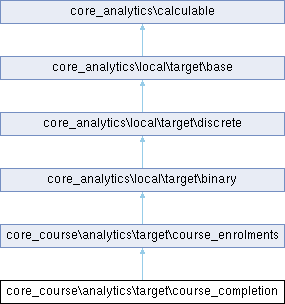 core_analytics\calculable
core_analytics\local\target\base
core_analytics\local\target\discrete
core_analytics\local\target\binary
core_course\analytics\target\course_enrolments
core_course\analytics\target\course_completion